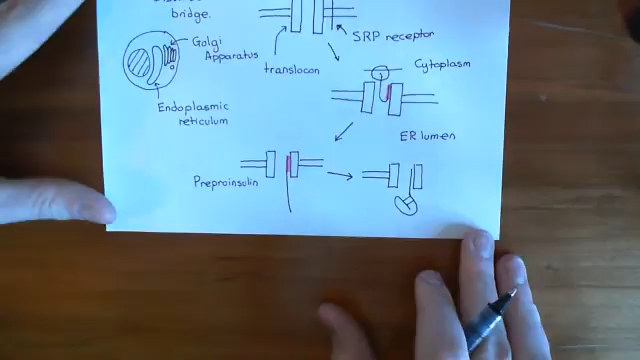 bridge.
Golgi
Apparatus
SRP receptor
translocon
Cytoplasm
Endoplasmic
reticulum
ER lumen
Preproinsulin